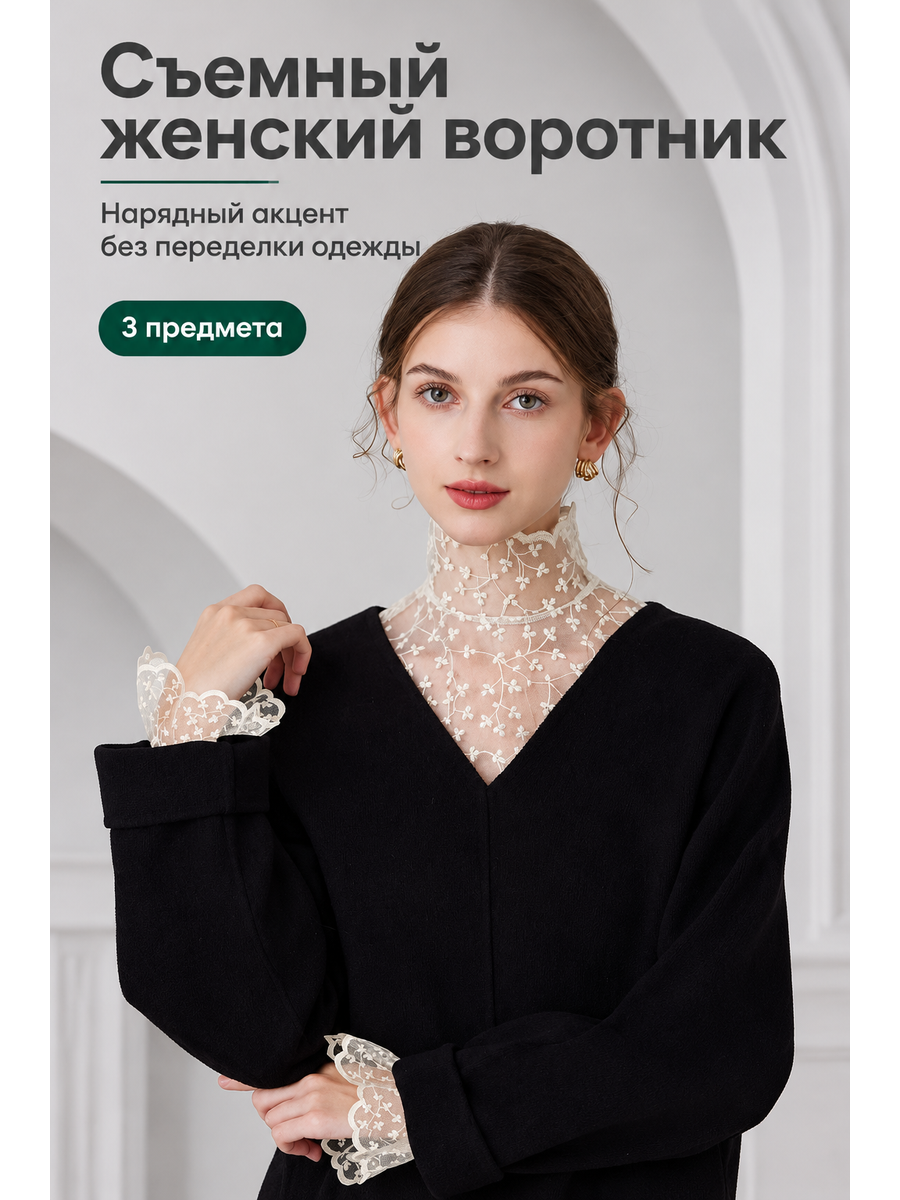 Съемный
женский воротник
Нарядный акцент
без переделки одежды
3 предмета